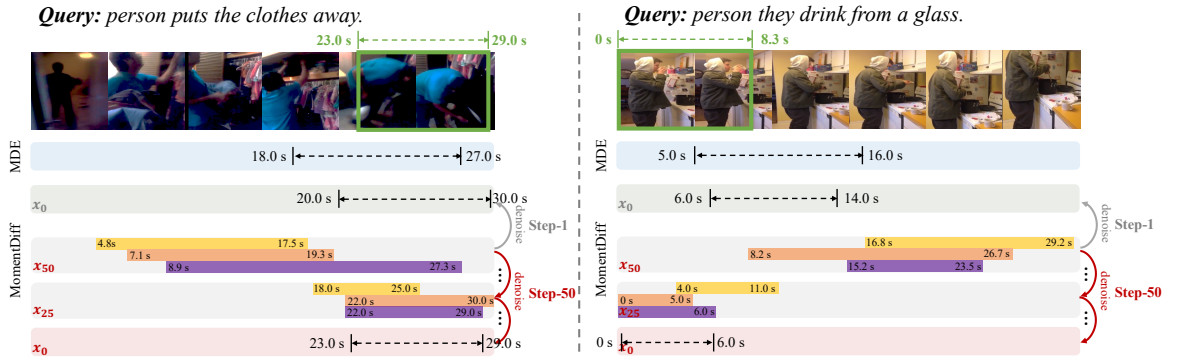 Query: person puts the clothes away.
23.0 s 29.0 s
MDE
18.0 s 27.0 s
x₀
20.0 s 30.0 s
denoise
Step-1
MomentDiff
x₅₀
4.8s 17.5 s
7.1 s 19.3 s
8.9 s 27.3 s
denoise
Step-50
x₂₅
18.0 s 25.0 s
22.0 s 30.0 s
22.0 s 29.0 s
x₀
23.0 s 29.0 s
Query: person they drink from a glass.
0 s 8.3 s
MDE
5.0 s 16.0 s
x₀
6.0 s 14.0 s
denoise
Step-1
MomentDiff
x₅₀
16.8 s 29.2 s
8.2 s 26.7 s
15.2 s 23.5 s
denoise
Step-50
x₂₅
4.0 s 11.0 s
0 s 5.0 s
6.0 s
x₀
0 s 6.0 s